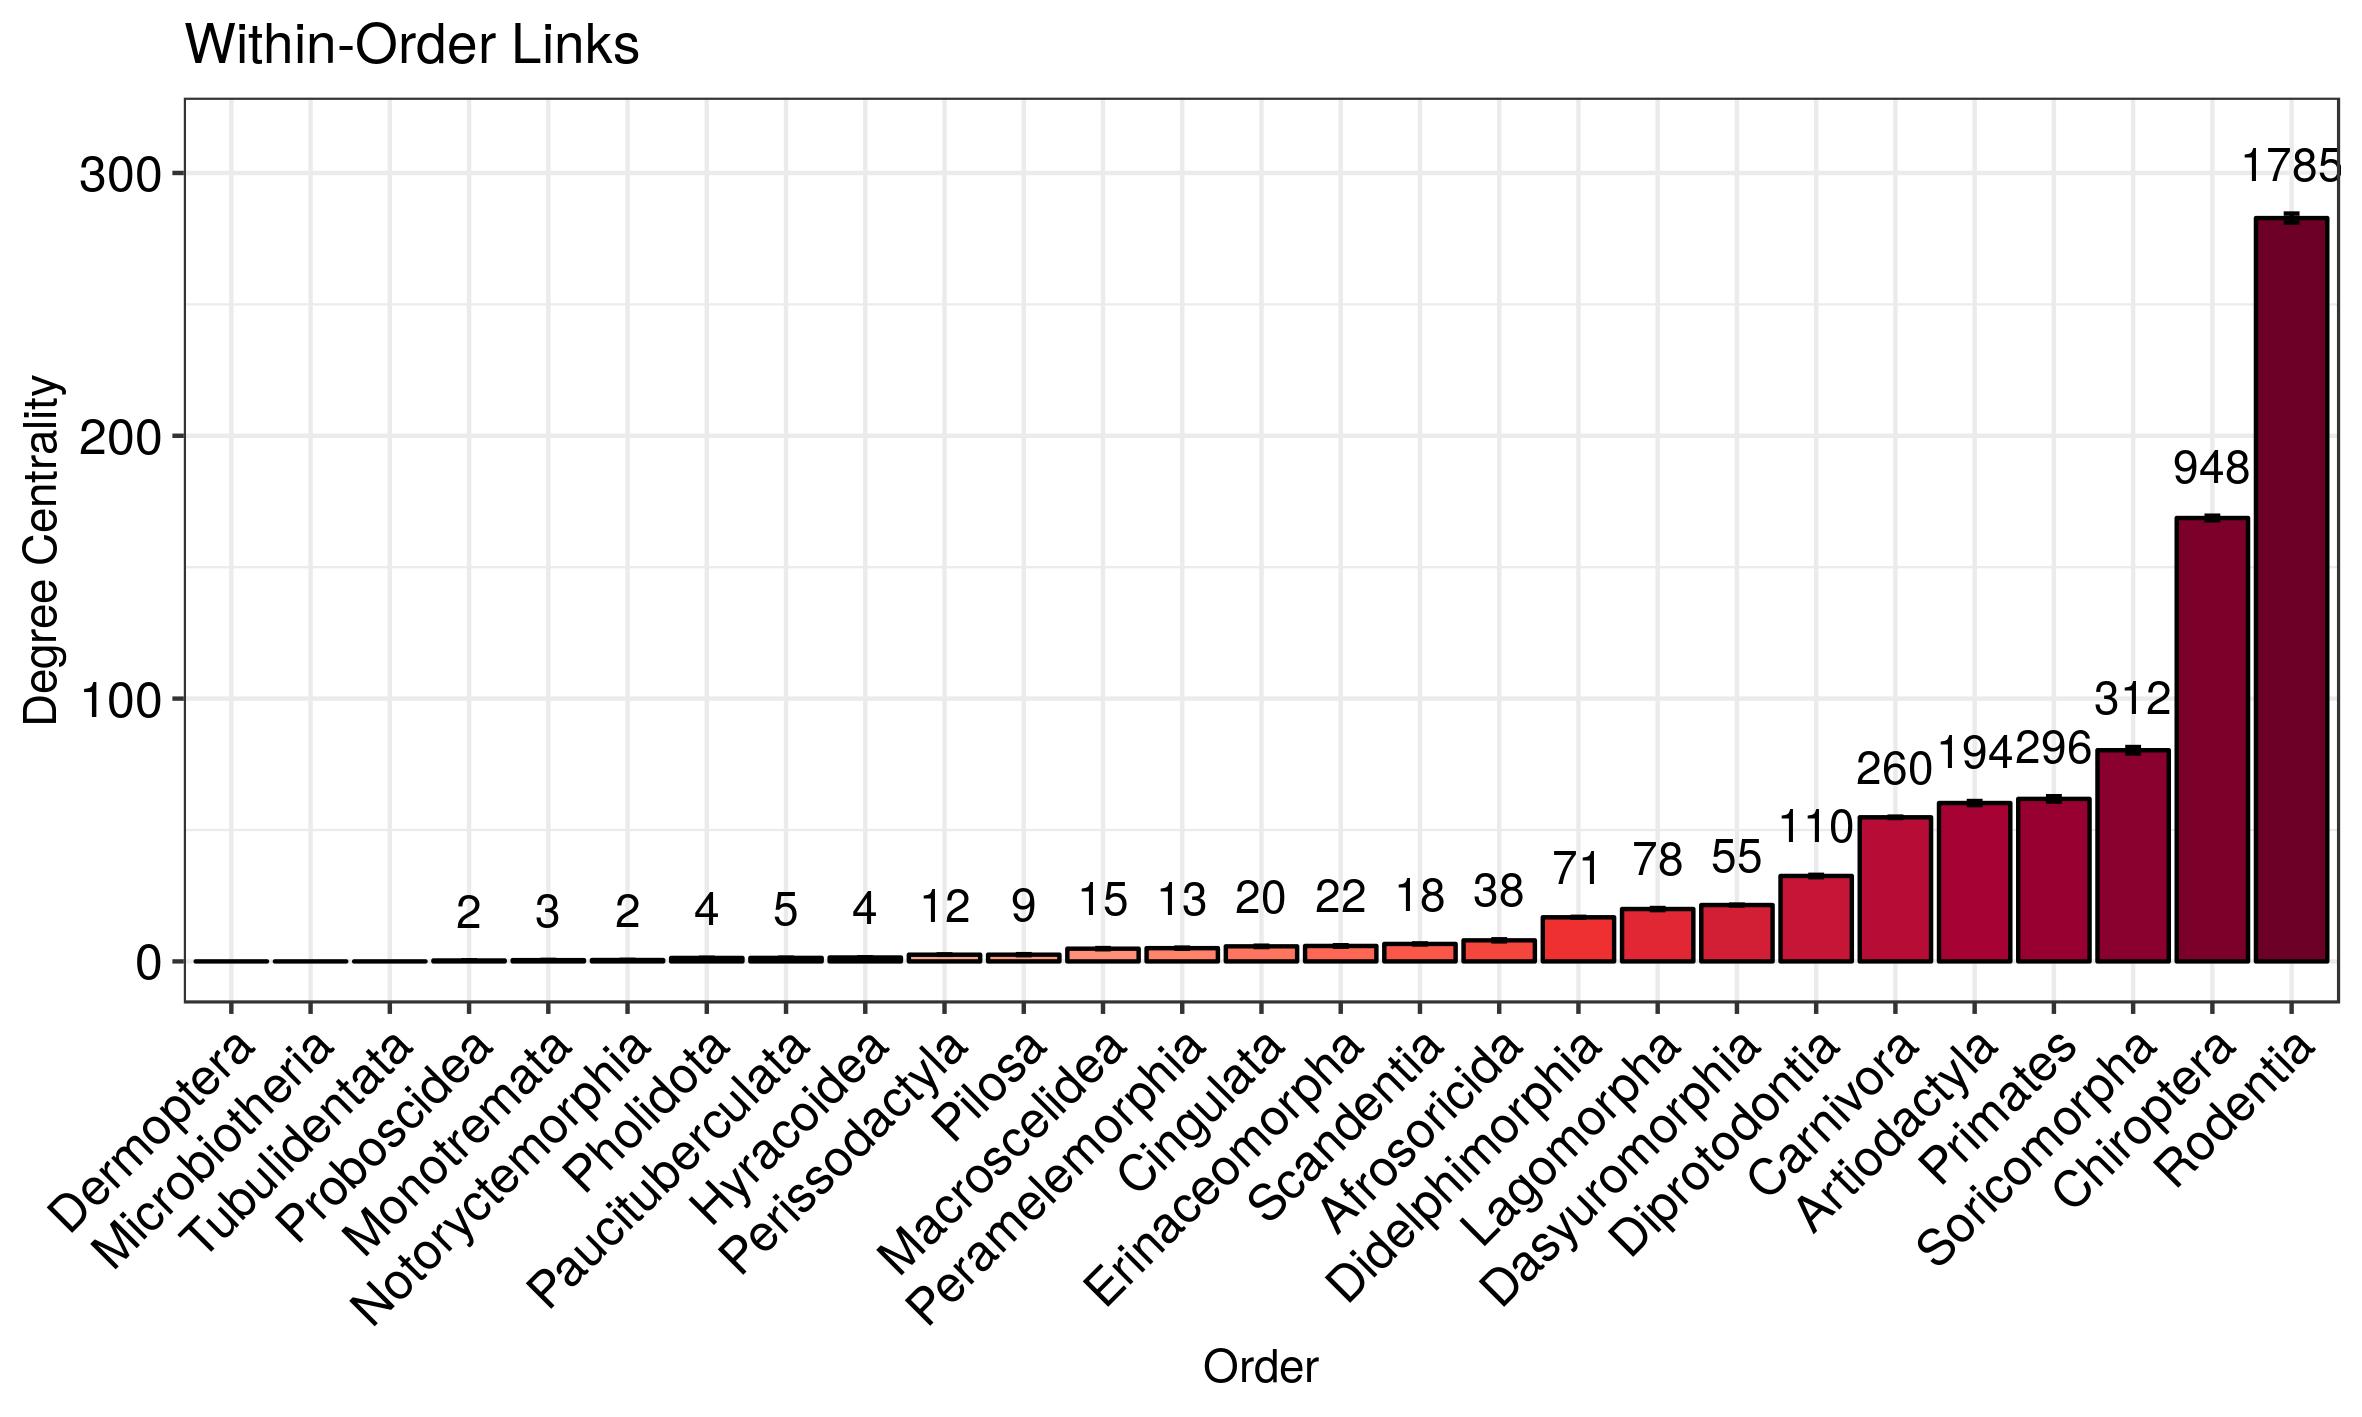 Within-Order Links
Degree Centrality
300
200
100
0
2
3
2
4
5
4
12
9
15
13
20
22
18
38
71
78
55
110
260
194
296
312
948
1785
Dermoptera
Microbiotheria
Tubulidentata
Proboscidea
Monotremata
Notoryctemorphia
Pholidota
Paucituberculata
Hyracoidea
Perissodactyla
Pilosa
Macroscelidea
Peramelemorphia
Cingulata
Erinaceomorpha
Scandentia
Afrosoricida
Didelphimorphia
Lagomorpha
Dasyuromorphia
Diprotodontia
Carnivora
Artiodactyla
Primates
Soricomorpha
Chiroptera
Rodentia
Order